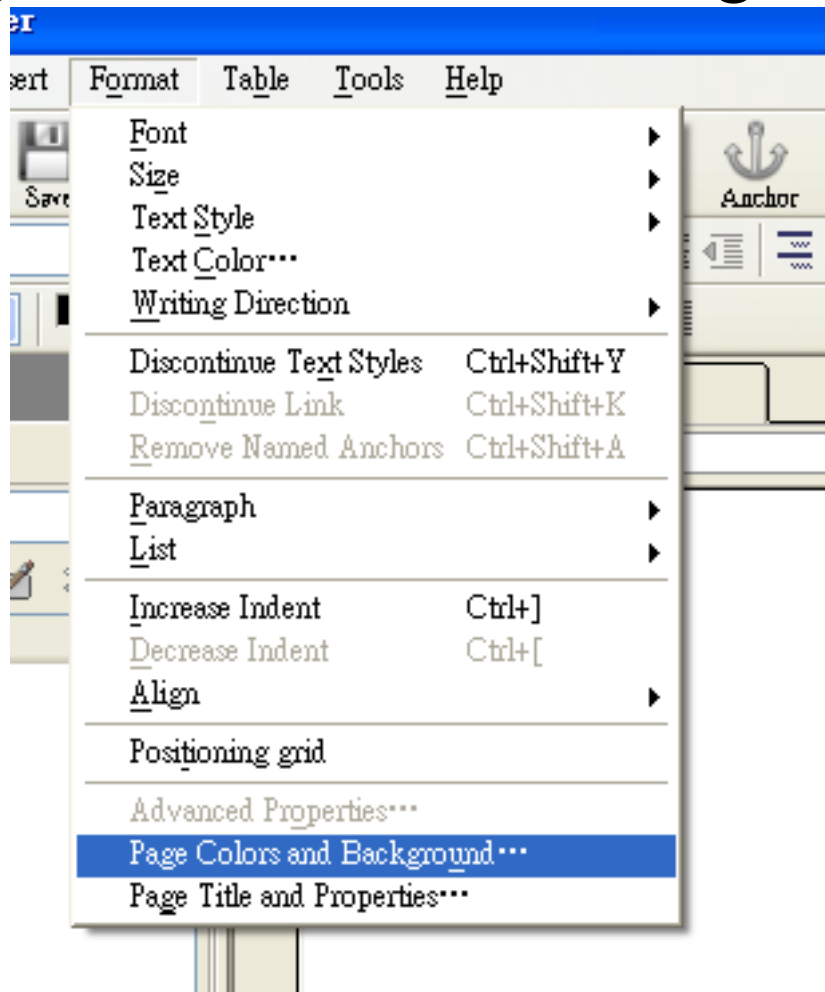 er
ert Format Table Tools Help
Font
Size
Save Anchor
Text Style
Text Color···
Writing Direction
Discontinue Text Styles Ctrl+Shift+Y
Discontinue Link Ctrl+Shift+K
Remove Named Anchors Ctrl+Shift+A
Paragraph
List
Increase Indent Ctrl+]
Decrease Indent Ctrl+[
Align
Positioning grid
Advanced Properties···
Page Colors and Background···
Page Title and Properties···